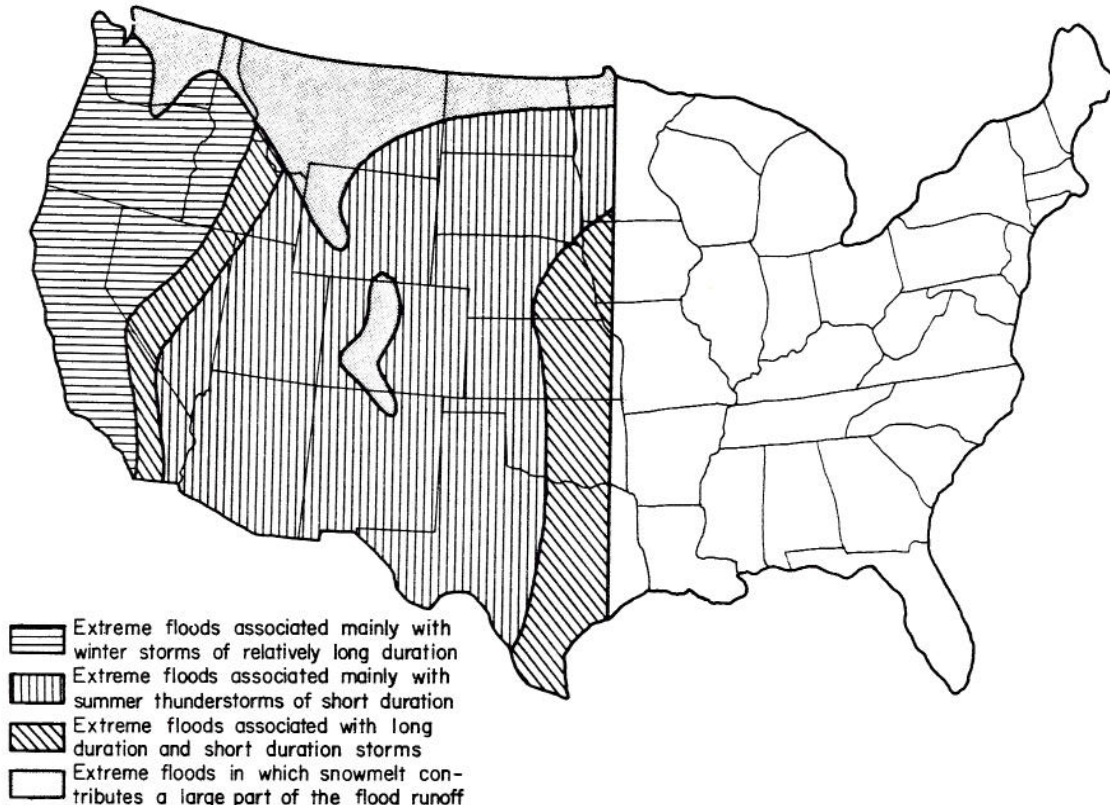 Extreme floods associated mainly with
winter storms of relatively long duration
Extreme floods associated mainly with
summer thunderstorms of short duration
Extreme floods associated with long
duration and short duration storms
Extreme floods in which snowmelt con-
tributes a large part of the flood runoff